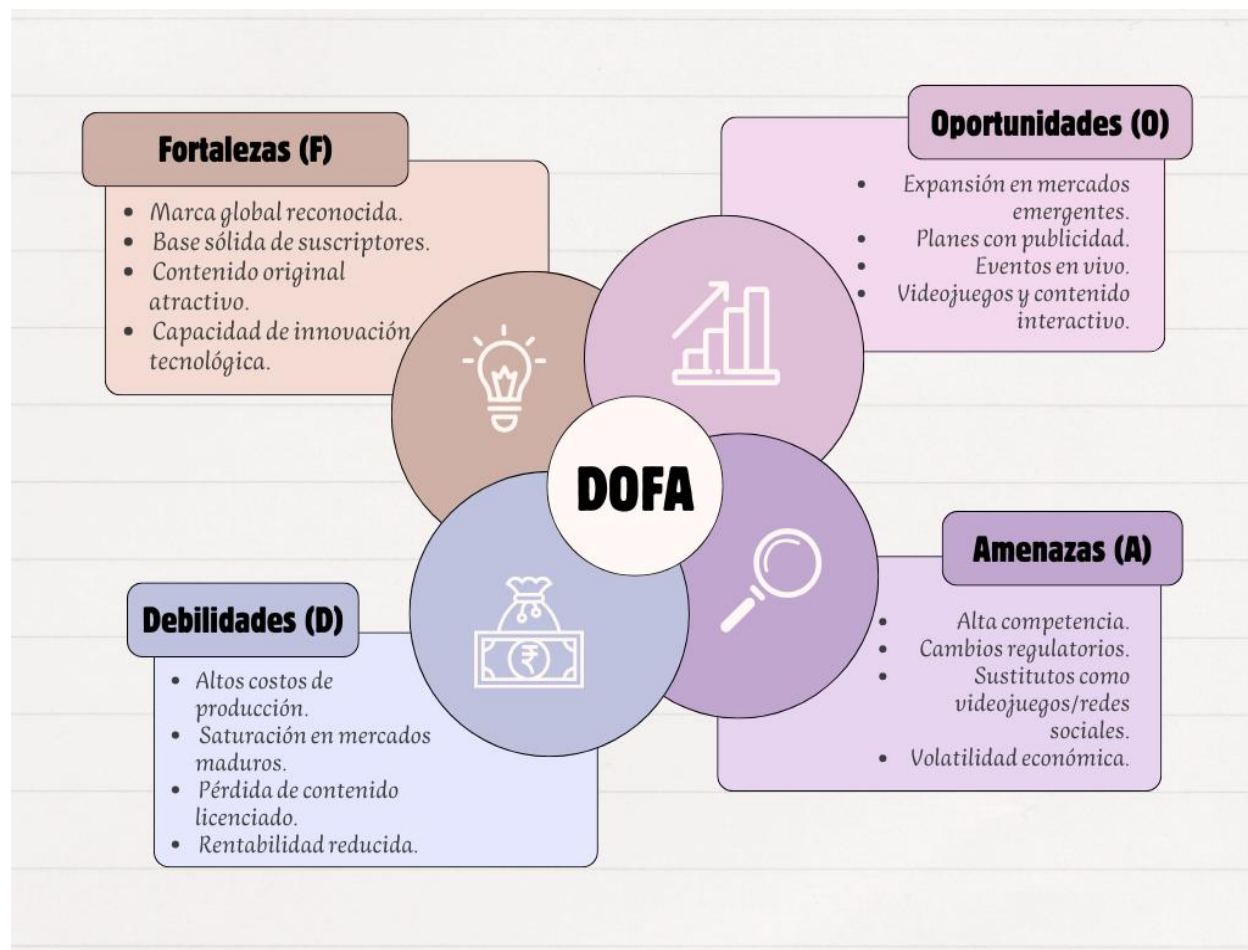 Fortalezas (F)
• Marca global reconocida.
• Base sólida de suscriptores.
• Contenido original
atractivo.
• Capacidad de innovación
tecnológica.
Oportunidades (O)
• Expansión en mercados
emergentes.
• Planes con publicidad.
• Eventos en vivo.
• Videojuegos y contenido
interactivo.
DOFA
Debilidades (D)
• Altos costos de
producción.
• Saturación en mercados
maduros.
• Pérdida de contenido
licenciado.
• Rentabilidad reducida.
₹
Amenazas (A)
• Alta competencia.
• Cambios regulatorios.
• Sustitutos como
videojuegos/redes
sociales.
• Volatilidad económica.